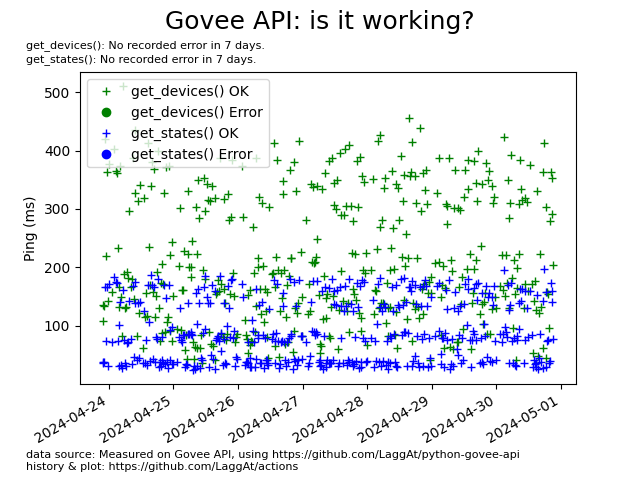 Govee API: is it working?
get_devices(): No recorded error in 7 days.
get_states(): No recorded error in 7 days.
get_devices() OK
get_devices() Error
get_states() OK
get_states() Error
500
400
300
200
100
Ping (ms)
2024-04-24
2024-04-25
2024-04-26
2024-04-27
2024-04-28
2024-04-29
2024-04-30
2024-05-01
data source: Measured on Govee API, using https://github.com/LaggAt/python-govee-api
history & plot: https://github.com/LaggAt/actions